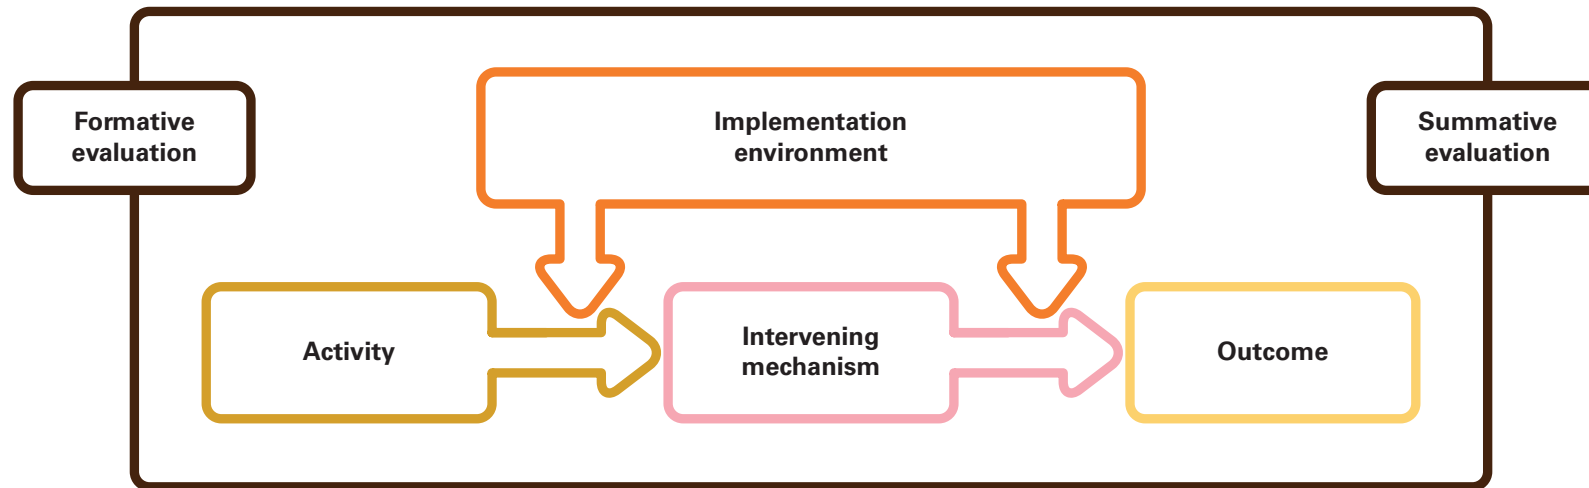 Formative
evaluation
Implementation
environment
Summative
evaluation
Activity
Intervening
mechanism
Outcome